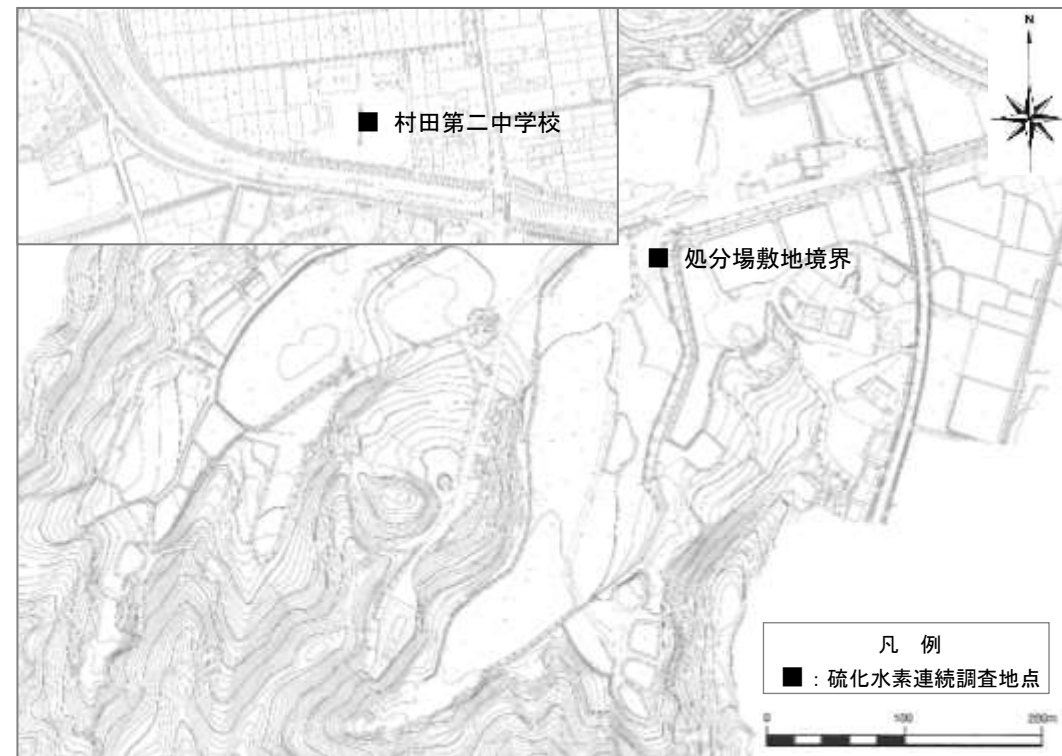 N
■ 村田第二中学校
■ 処分場敷地境界
凡 例
■ : 硫化水素連続調査地点
0 100 200m